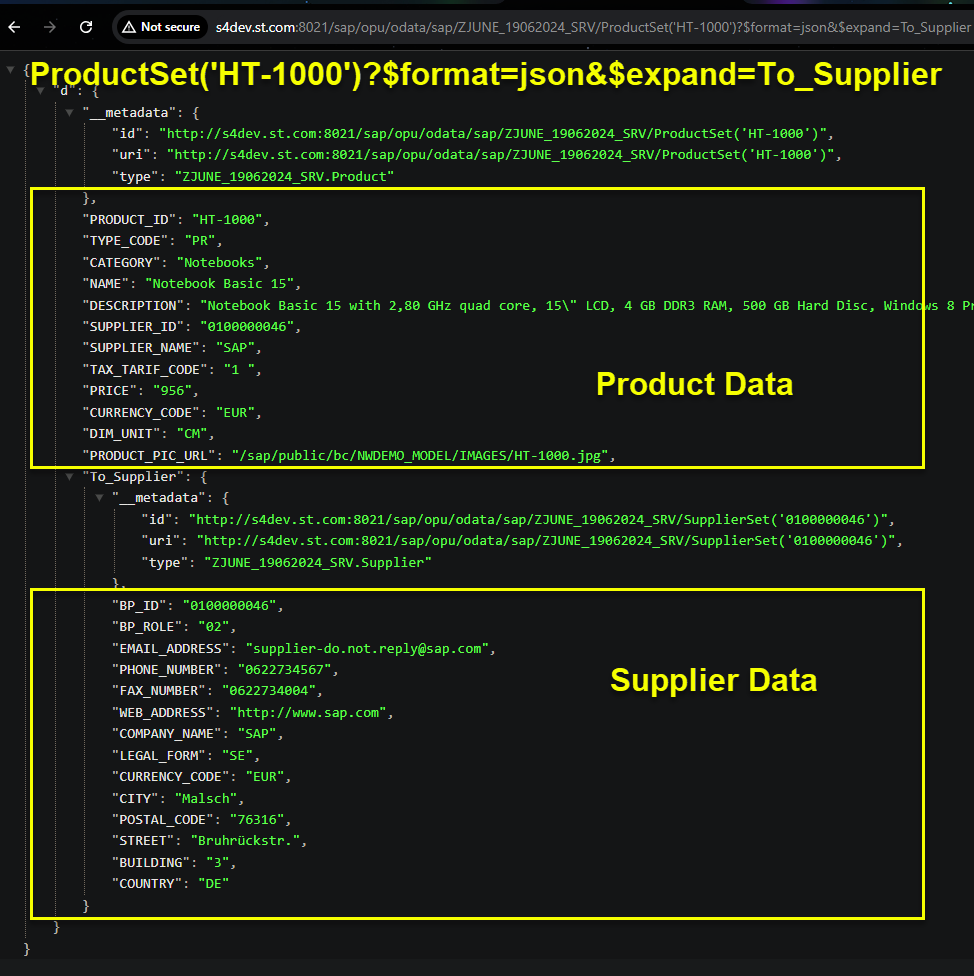 Not secure s4dev.st.com:8021/sap/opu/odata/sap/ZJUNE_19062024_SRV/ProductSet('HT-1000')?$format=json&$expand=To_Supplier
{
ProductSet('HT-1000')?$format=json&$expand=To_Supplier
"d": {
"__metadata": {
"id": "http://s4dev.st.com:8021/sap/opu/odata/sap/ZJUNE_19062024_SRV/ProductSet('HT-1000')",
"uri": "http://s4dev.st.com:8021/sap/opu/odata/sap/ZJUNE_19062024_SRV/ProductSet('HT-1000')",
"type": "ZJUNE_19062024_SRV.Product"
},
"PRODUCT_ID": "HT-1000",
"TYPE_CODE": "PR",
"CATEGORY": "Notebooks",
"NAME": "Notebook Basic 15",
"DESCRIPTION": "Notebook Basic 15 with 2,80 GHz quad core, 15\" LCD, 4 GB DDR3 RAM, 500 GB Hard Disc, Windows 8 Pr
"SUPPLIER_ID": "0100000046",
"SUPPLIER_NAME": "SAP",
"TAX_TARIF_CODE": "1 ",
"PRICE": "956",
"CURRENCY_CODE": "EUR",
"DIM_UNIT": "CM",
"PRODUCT_PIC_URL": "/sap/public/bc/NWDEMO_MODEL/IMAGES/HT-1000.jpg",
Product Data
"To_Supplier": {
"__metadata": {
"id": "http://s4dev.st.com:8021/sap/opu/odata/sap/ZJUNE_19062024_SRV/SupplierSet('0100000046')",
"uri": "http://s4dev.st.com:8021/sap/opu/odata/sap/ZJUNE_19062024_SRV/SupplierSet('0100000046')",
"type": "ZJUNE_19062024_SRV.Supplier"
},
"BP_ID": "0100000046",
"BP_ROLE": "02",
"EMAIL_ADDRESS": "supplier-do.not.reply@sap.com",
"PHONE_NUMBER": "0622734567",
"FAX_NUMBER": "0622734004",
"WEB_ADDRESS": "http://www.sap.com",
"COMPANY_NAME": "SAP",
"LEGAL_FORM": "SE",
"CURRENCY_CODE": "EUR",
"CITY": "Malsch",
"POSTAL_CODE": "76316",
"STREET": "Bruhrückstr.",
"BUILDING": "3",
"COUNTRY": "DE"
Supplier Data
}
}
}